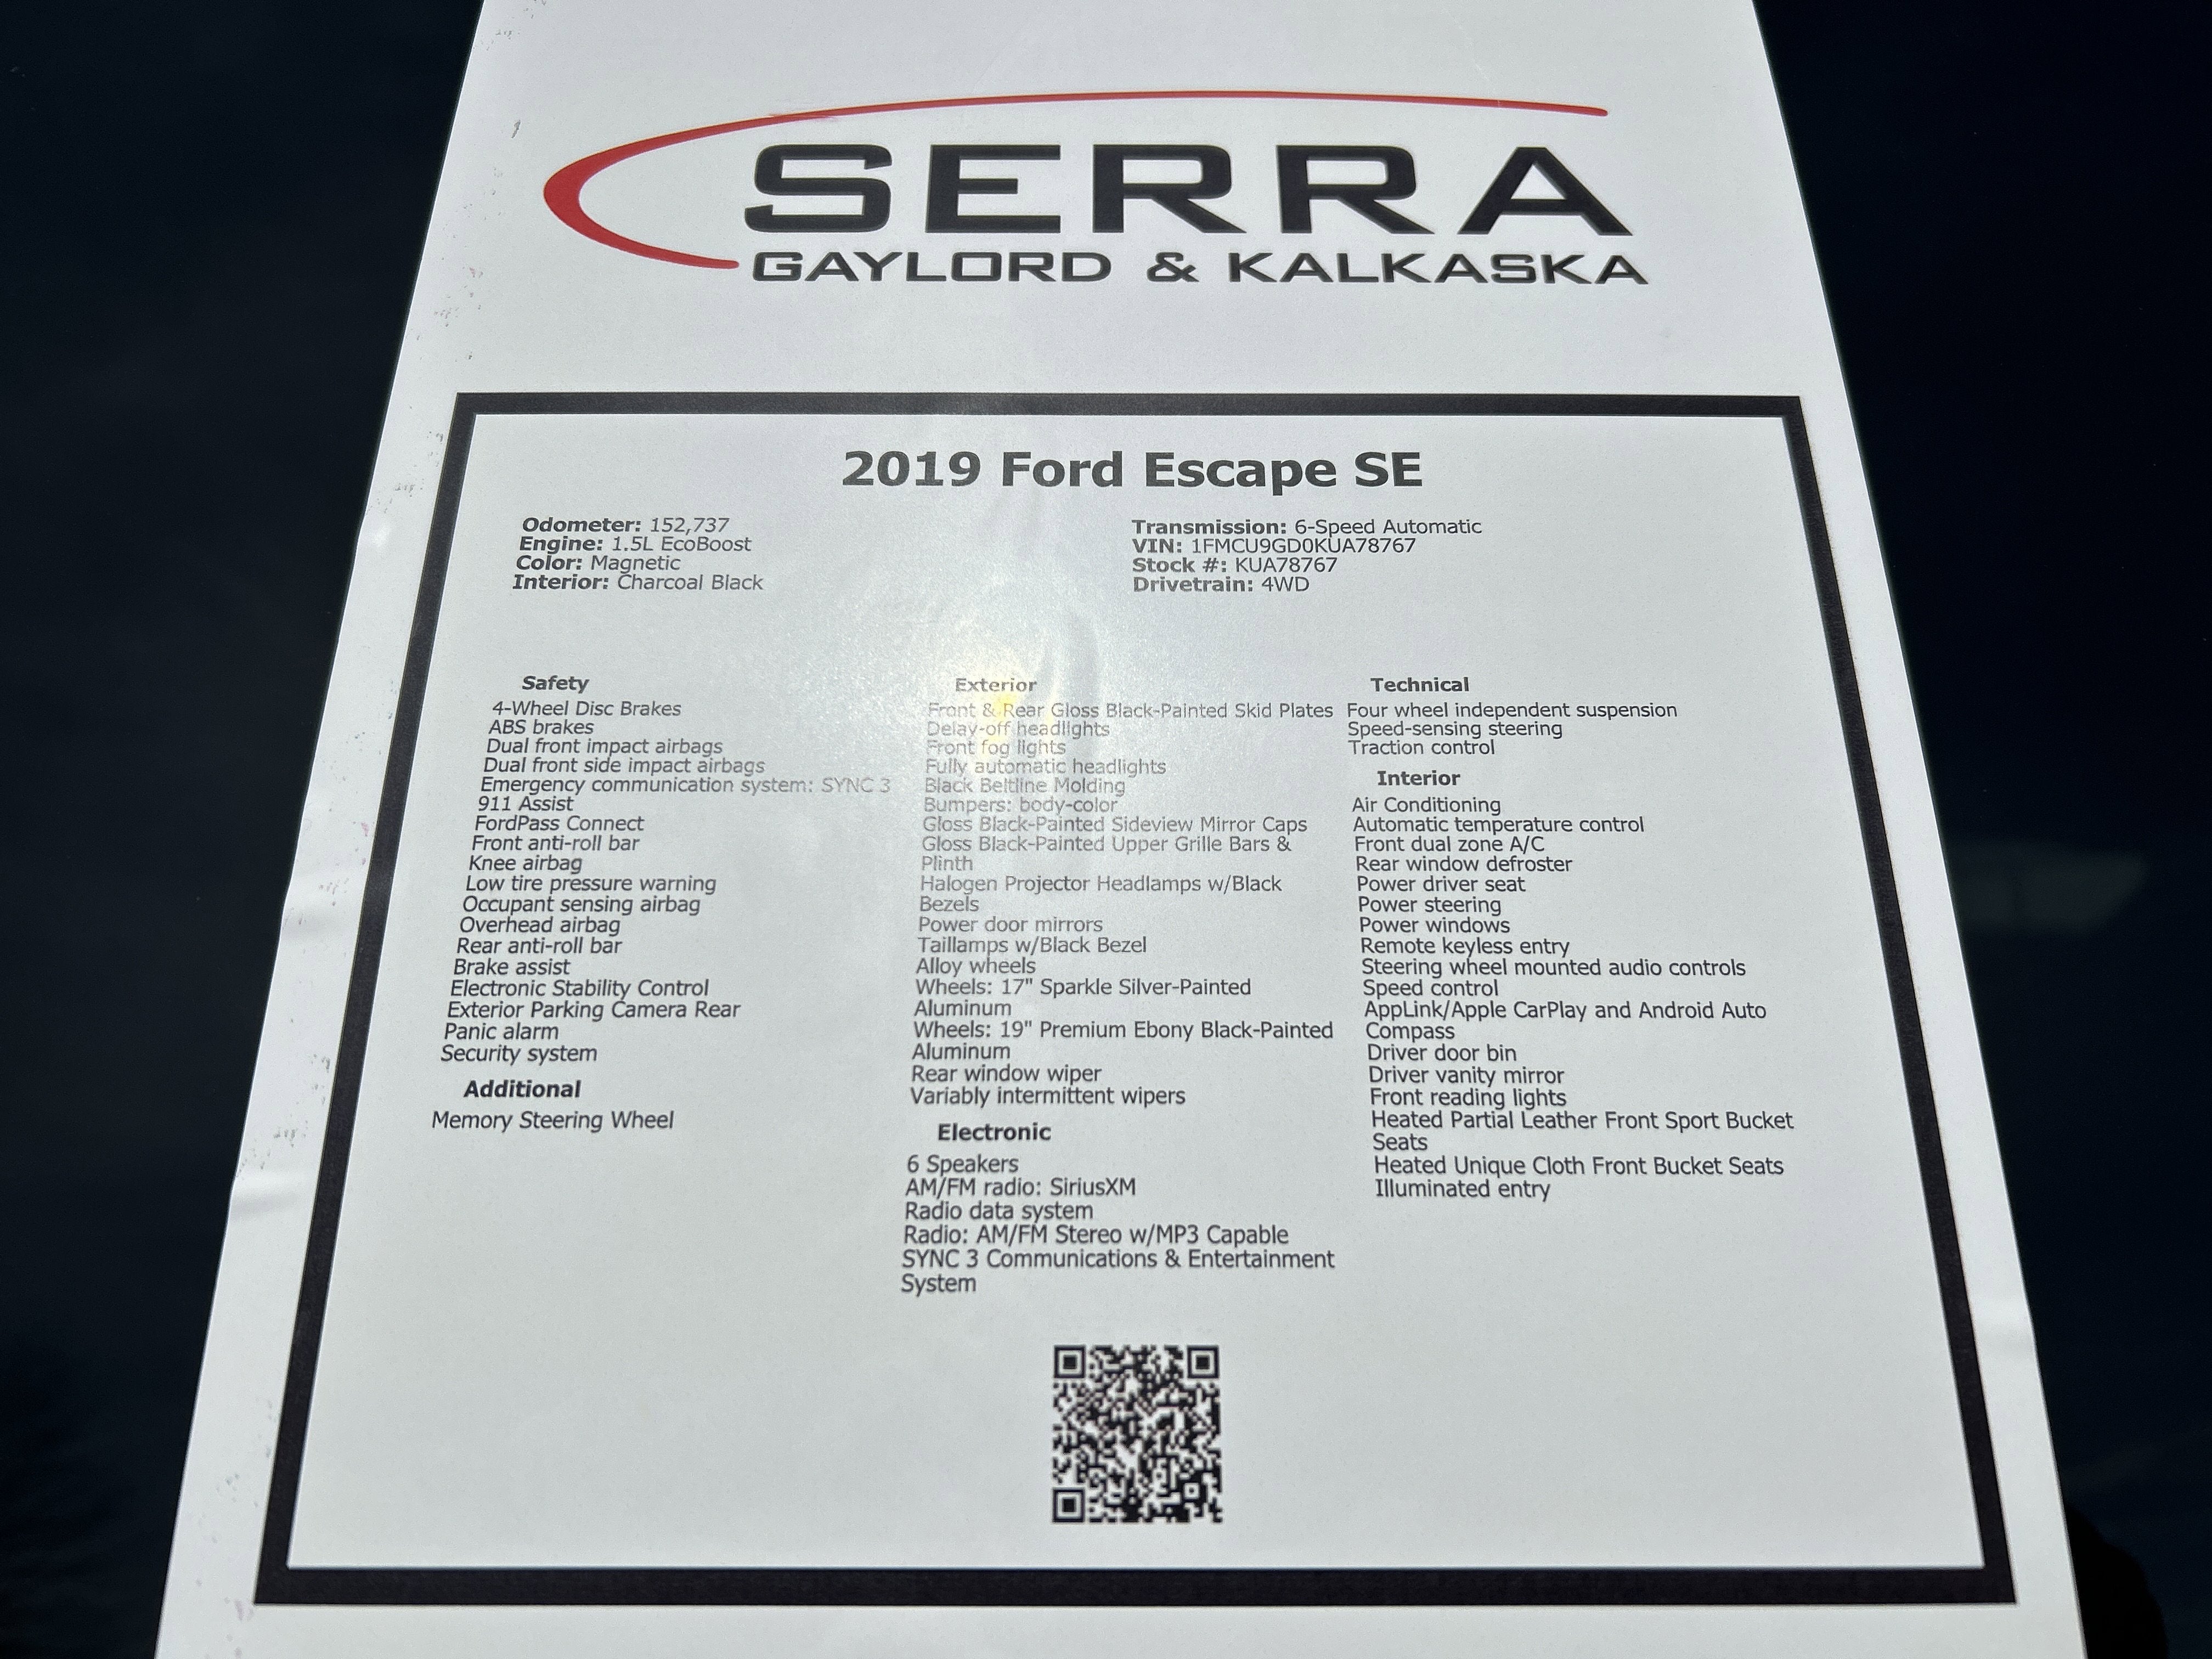 SERRA
GAYLORD & KALKASKA
2019 Ford Escape SE
Odometer: 152,737
Engine: 1.5L EcoBoost
Color: Magnetic
Interior: Charcoal Black
Transmission: 6-Speed Automatic
VIN: 1FMCU9GD0KUA78767
Stock #: KUA78767
Drivetrain: 4WD
Safety
4-Wheel Disc Brakes
ABS brakes
Dual front impact airbags
Dual front side impact airbags
Emergency communication system: SYNC 3
911 Assist
FordPass Connect
Front anti-roll bar
Knee airbag
Low tire pressure warning
Occupant sensing airbag
Overhead airbag
Rear anti-roll bar
Brake assist
Electronic Stability Control
Exterior Parking Camera Rear
Panic alarm
Security system
Additional
Memory Steering Wheel
Exterior
Front & Rear Gloss Black-Painted Skid Plates
Delay-off headlights
Front fog lights
Fully automatic headlights
Black Beltline Molding
Bumpers: body-color
Gloss Black-Painted Sideview Mirror Caps
Gloss Black-Painted Upper Grille Bars &
Plinth
Halogen Projector Headlamps w/Black
Bezels
Power door mirrors
Taillamps w/Black Bezel
Alloy wheels
Wheels: 17" Sparkle Silver-Painted
Aluminum
Wheels: 19" Premium Ebony Black-Painted
Aluminum
Rear window wiper
Variably intermittent wipers
Electronic
6 Speakers
AM/FM radio: SiriusXM
Radio data system
Radio: AM/FM Stereo w/MP3 Capable
SYNC 3 Communications & Entertainment
System
Technical
Four wheel independent suspension
Speed-sensing steering
Traction control
Interior
Air Conditioning
Automatic temperature control
Front dual zone A/C
Rear window defroster
Power driver seat
Power steering
Power windows
Remote keyless entry
Steering wheel mounted audio controls
Speed control
AppLink/Apple CarPlay and Android Auto
Compass
Driver door bin
Driver vanity mirror
Front reading lights
Heated Partial Leather Front Sport Bucket
Seats
Heated Unique Cloth Front Bucket Seats
Illuminated entry